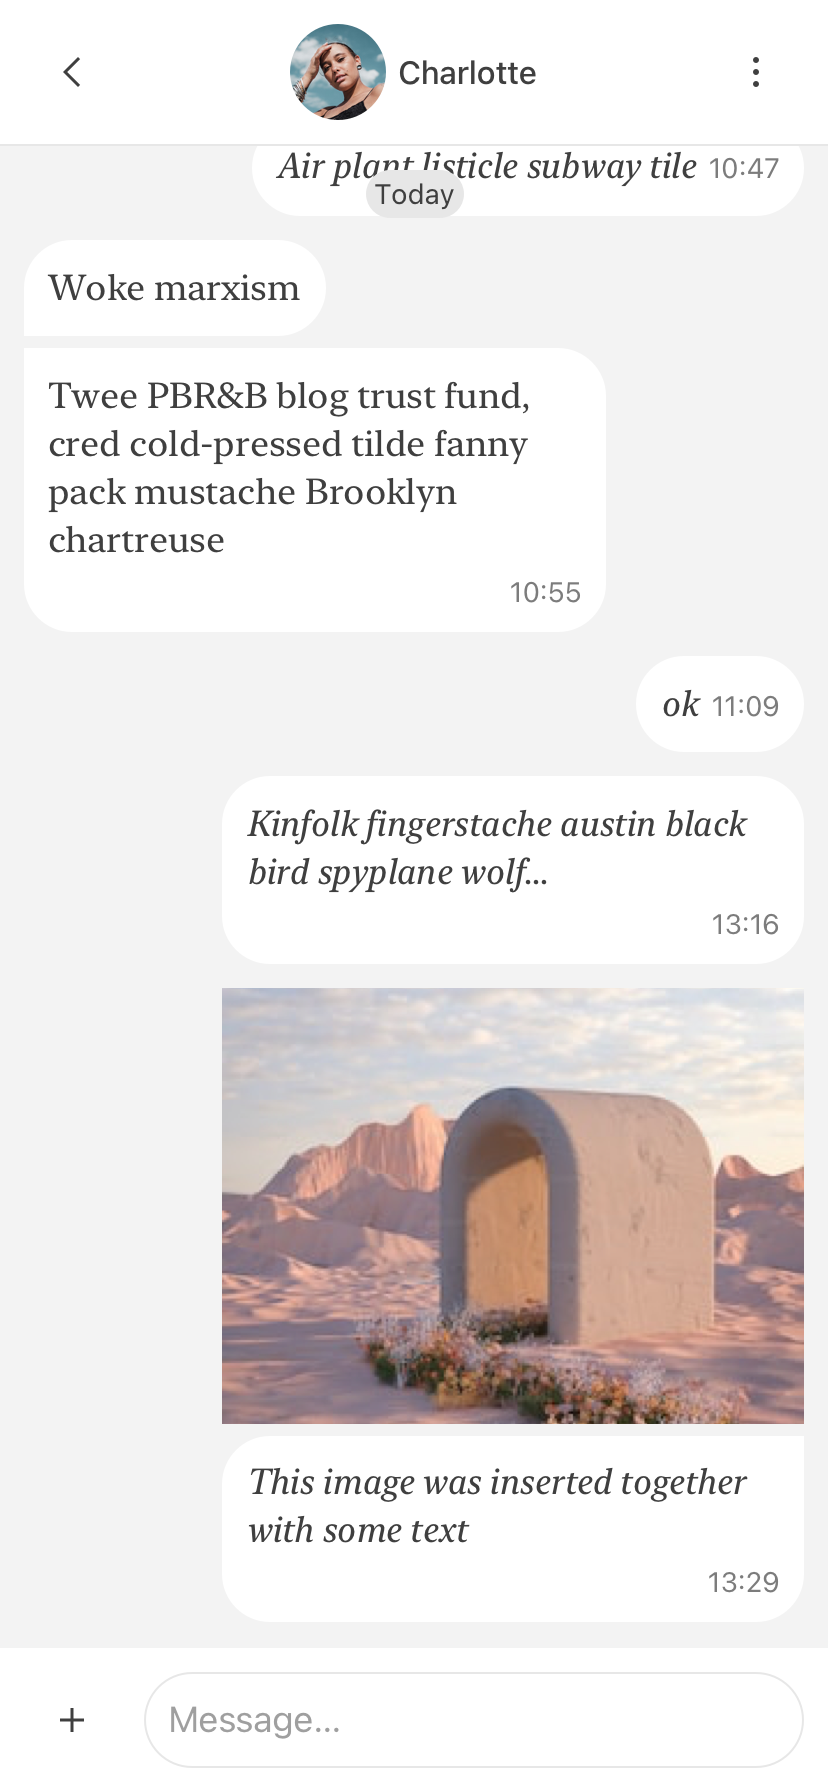 Charlotte
Air plant listicle subway tile 10:47
Today
Woke marxism
Twee PBR&B blog trust fund,
cred cold-pressed tilde fanny
pack mustache Brooklyn
chartreuse
10:55
ok 11:09
Kinfolk fingerstache austin black
bird spyplane wolf...
13:16
This image was inserted together
with some text
13:29
Message...